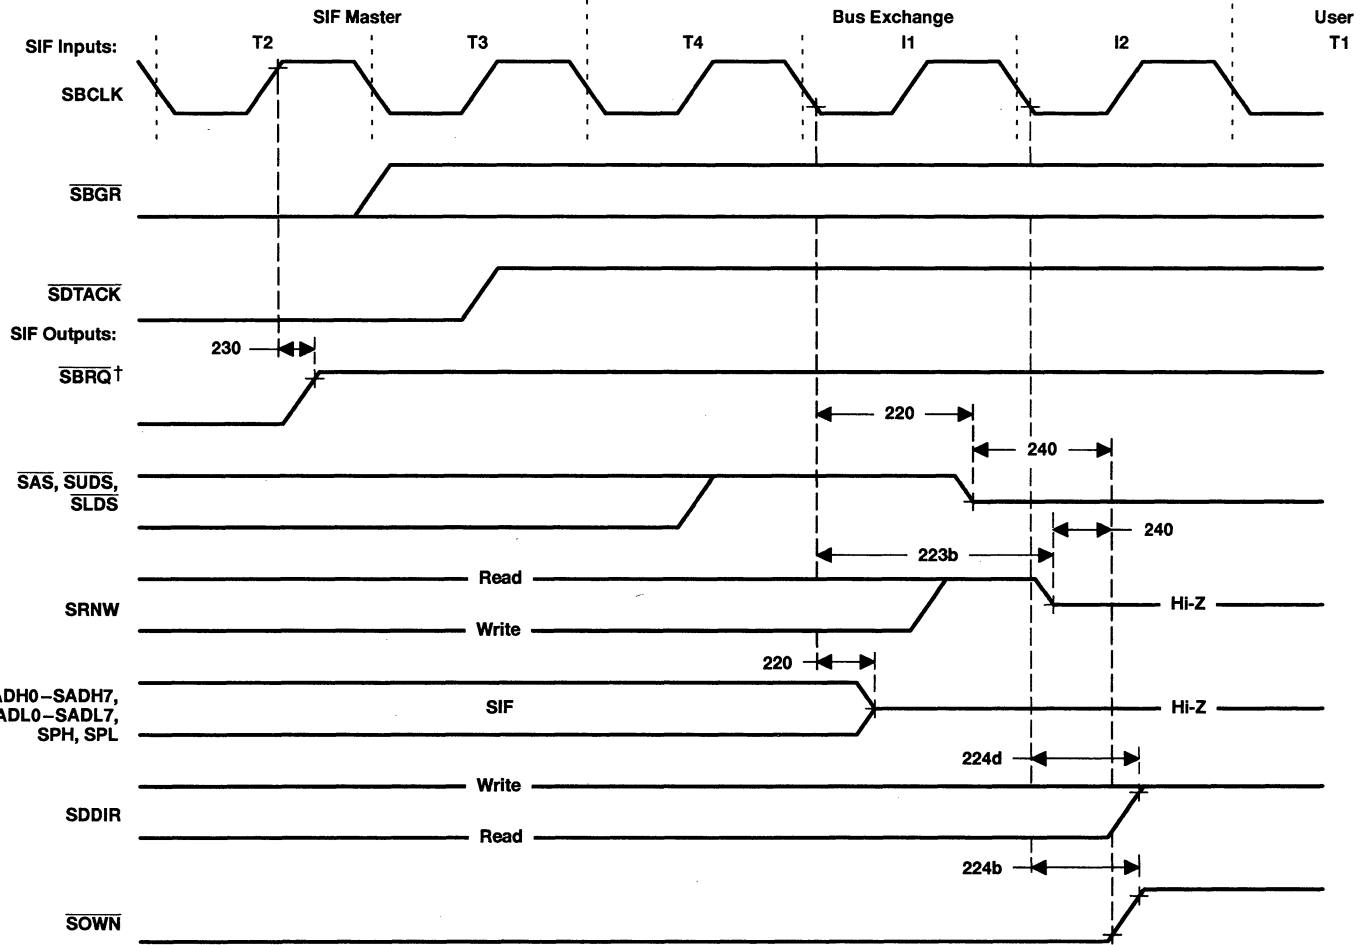 SIF Master Bus Exchange User
SIF Inputs: T2 T3 T4 I1 I2 T1
SBCLK
SBGR
SDTACK
SIF Outputs:
230
SBRQ†
220
240
SAS, SUDS,
SLDS
240
223b
Read
SRNW Hi-Z
Write
220
ADH0–SADH7,
ADL0–SADL7, SIF Hi-Z
SPH, SPL
224d
Write
SDDIR
Read
224b
SOWN